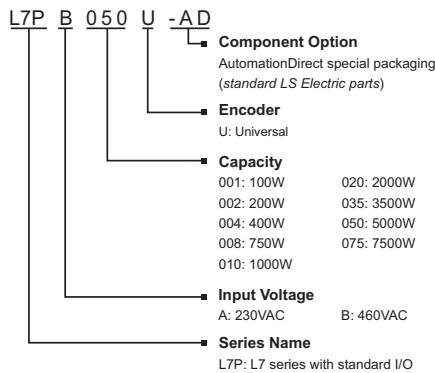 L7P B 050 U -AD
Component Option
AutomationDirect special packaging
(standard LS Electric parts)
Encoder
U: Universal
Capacity
001: 100W 020: 2000W
002: 200W 035: 3500W
004: 400W 050: 5000W
008: 750W 075: 7500W
010: 1000W
Input Voltage
A: 230VAC B: 460VAC
Series Name
L7P: L7 series with standard I/O